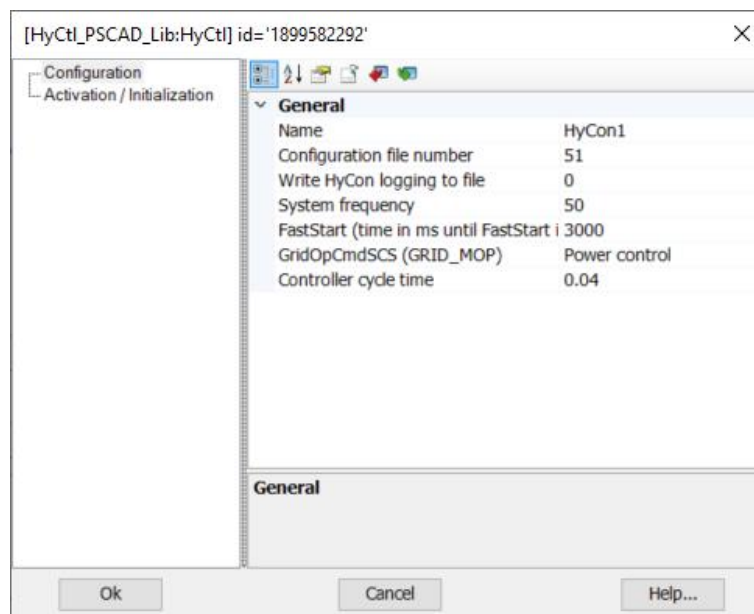 [HyCtl_PSCAD_Lib:HyCtl] id='1899582292'
Configuration
Activation / Initialization
General
Name HyCon1
Configuration file number 51
Write HyCon logging to file 0
System frequency 50
FastStart (time in ms until FastStart i 3000
GridOpCmdSCS (GRID_MOP) Power control
Controller cycle time 0.04
General
Ok Cancel Help...